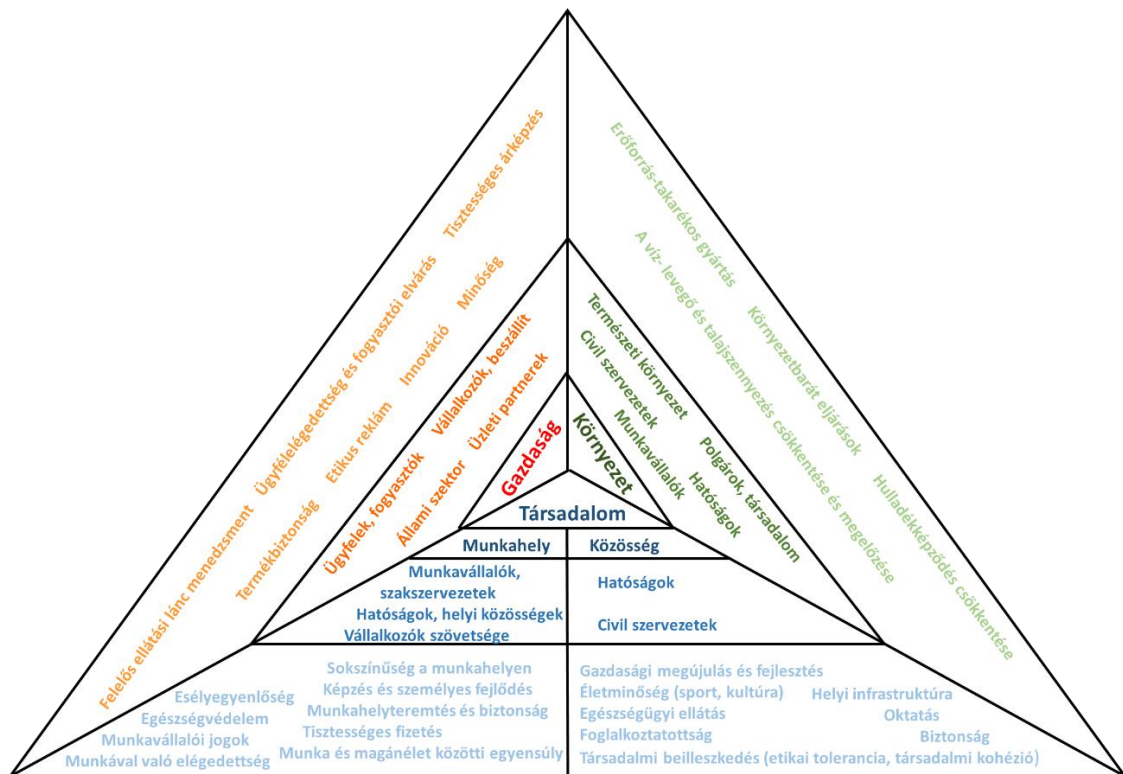 Tisztességes árképzés
Ügyfélelégedettség és fogyasztói elvárás
Felelős ellátási lánc menedzsment
Minőség
Innováció
Etikus reklám
Termékbiztonság
Vállalkozók, beszállít
Ügyfelek, fogyasztók
Üzleti partnerek
Állami szektor
Gazdaság
Környezet
Társadalom
Természeti környezet
Polgárok, társadalom
Civil szervezetek
Munkavállalók
Hatóságok
Erőforrás-takarékos gyártás
Környezetbarát eljárások
Hulladékképződés csökkentése
A víz- levegő és talajszennyezés csökkentése és megelőzése
Munkahely
Közösség
Munkavállalók,
szakszervezetek
Hatóságok, helyi közösségek
Vállalkozók szövetsége
Hatóságok
Civil szervezetek
Sokszínűség a munkahelyen
Esélyegyenlőség
Képzés és személyes fejlődés
Egészségvédelem
Munkahelyteremtés és biztonság
Munkavállalói jogok
Tisztességes fizetés
Munkával való elégedettség
Munka és magánélet közötti egyensúly
Gazdasági megújulás és fejlesztés
Életminőség (sport, kultúra)
Helyi infrastruktúra
Egészségügyi ellátás
Oktatás
Foglalkoztatottság
Biztonság
Társadalmi beilleszkedés (etikai tolerancia, társadalmi kohézió)